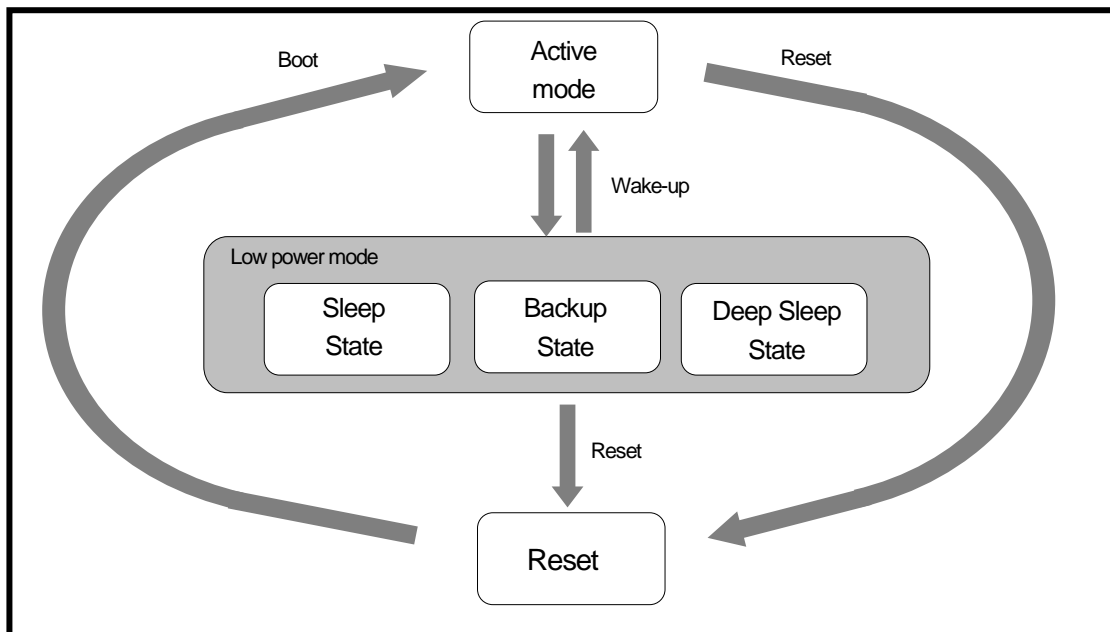 Active
mode
Boot
Reset
Wake-up
Low power mode
Sleep
State
Backup
State
Deep Sleep
State
Reset
Reset